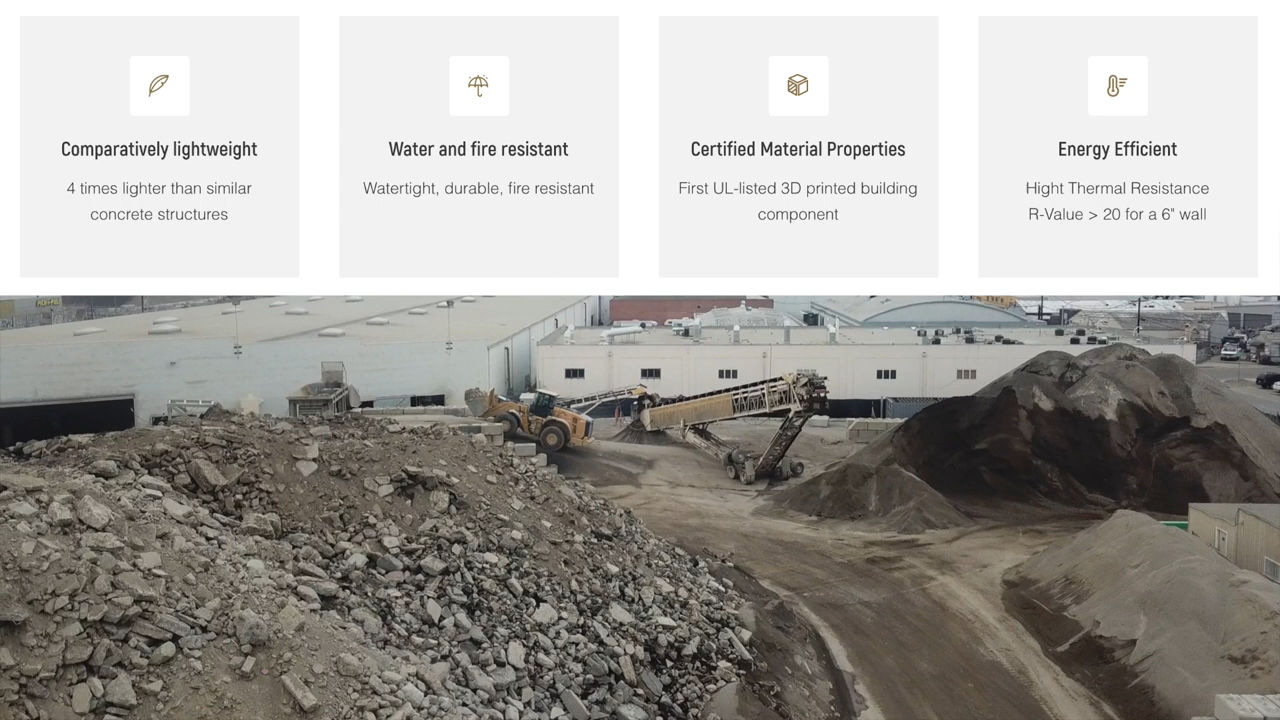 Comparatively lightweight
4 times lighter than similar
concrete structures
Water and fire resistant
Watertight, durable, fire resistant
Certified Material Properties
First UL-listed 3D printed building
component
Energy Efficient
Hight Thermal Resistance
R-Value > 20 for a 6" wall